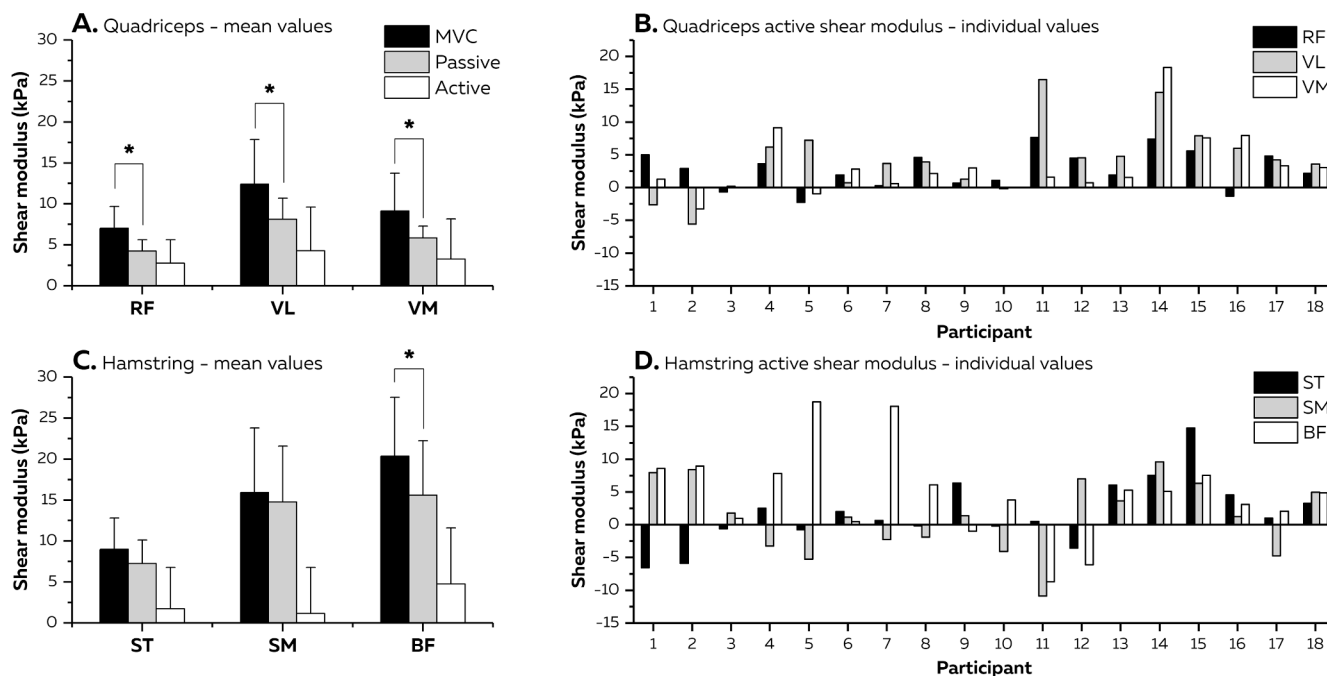 A. Quadriceps - mean values
Shear modulus (kPa)
30
25
20
15
10
5
0
MVC
Passive
Active
*
*
*
RF
VL
VM
B. Quadriceps active shear modulus - individual values
Shear modulus (kPa)
20
15
10
5
0
-5
-10
-15
RF
VL
VM
1 2 3 4 5 6 7 8 9 10 11 12 13 14 15 16 17 18
Participant
C. Hamstring - mean values
Shear modulus (kPa)
30
25
20
15
10
5
0
*
ST
SM
BF
D. Hamstring active shear modulus - individual values
Shear modulus (kPa)
20
15
10
5
0
-5
-10
-15
ST
SM
BF
1 2 3 4 5 6 7 8 9 10 11 12 13 14 15 16 17 18
Participant